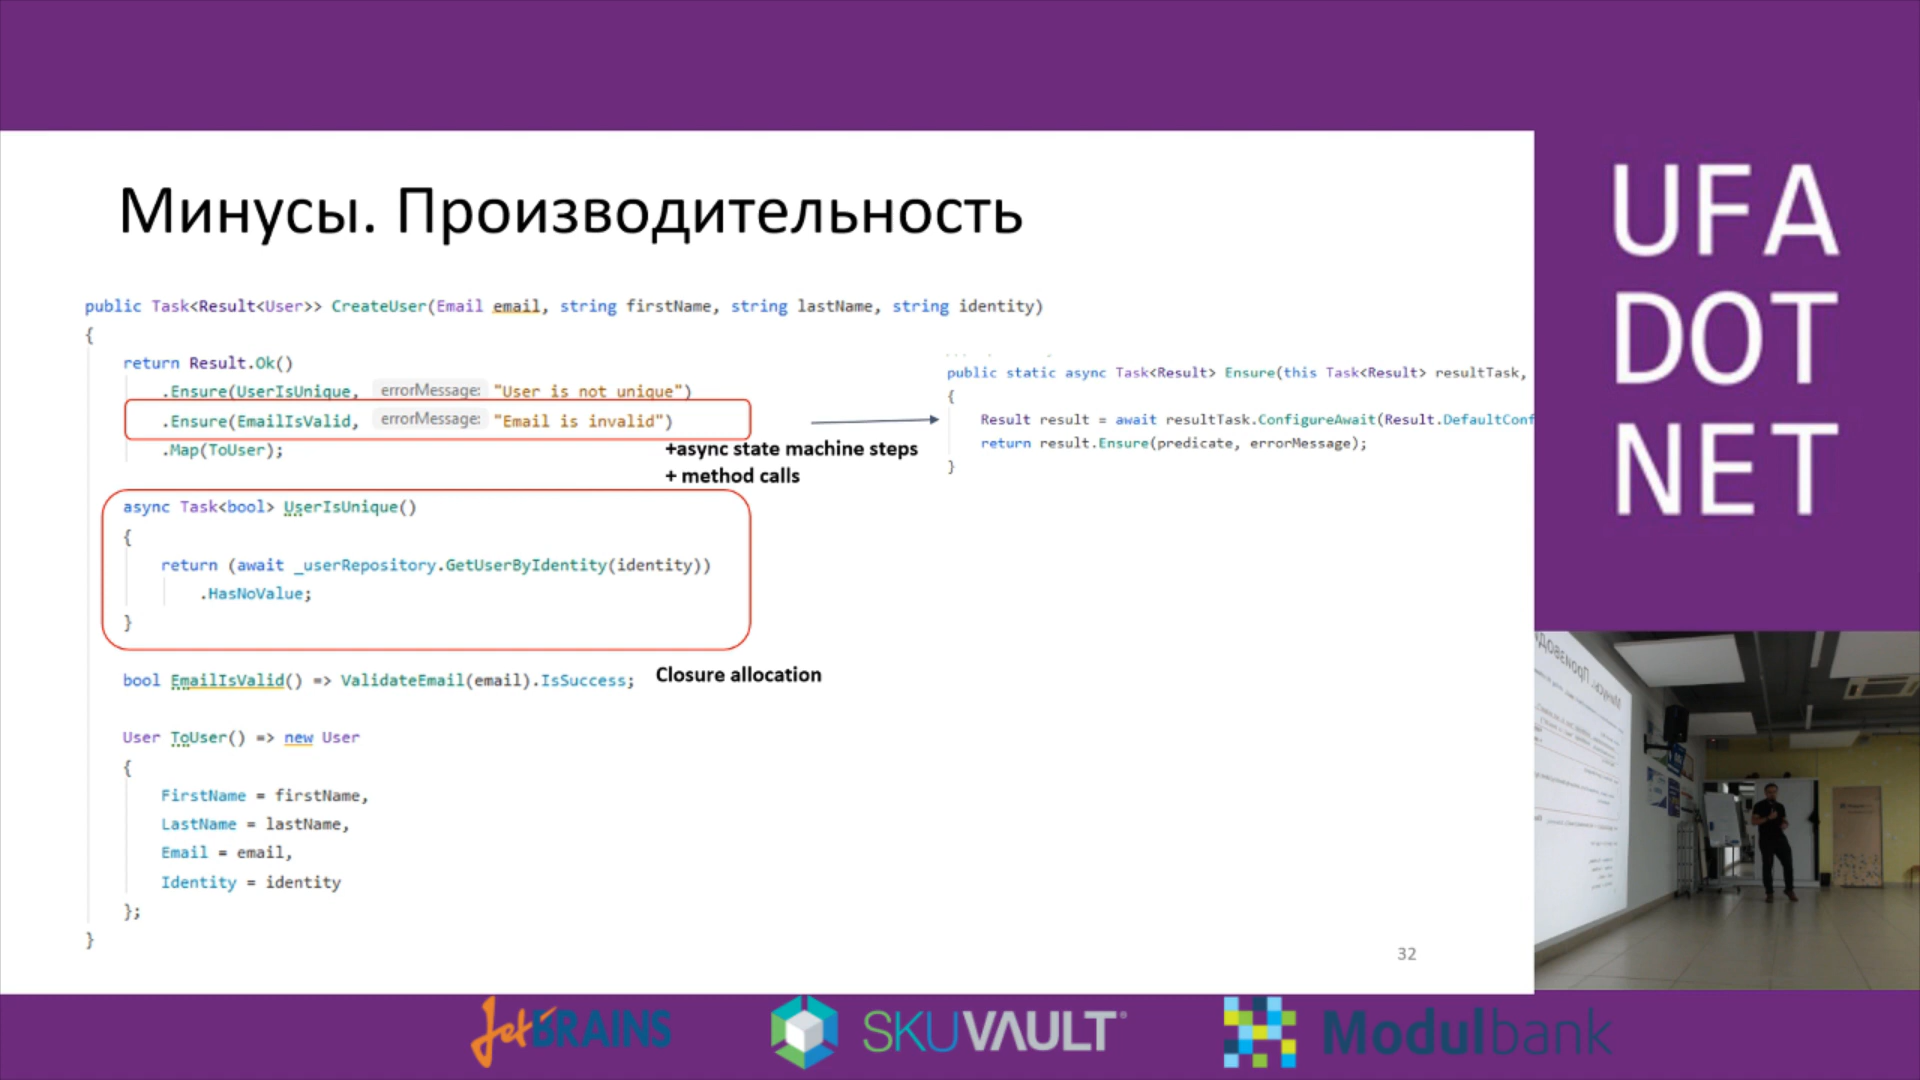 Минусы. Производительность
public Task<Result<User>> CreateUser(Email email, string firstName, string lastName, string identity)
{
return Result.Ok()
.Ensure(UserIsUnique, errorMessage: "User is not unique")
.Ensure(EmailIsValid, errorMessage: "Email is invalid")
.Map(ToUser);
+async state machine steps
+ method calls
public static async Task<Result> Ensure(this Task<Result> resultTask,
{
Result result = await resultTask.ConfigureAwait(Result.DefaultConf
return result.Ensure(predicate, errorMessage);
}
async Task<bool> UserIsUnique()
{
return (await _userRepository.GetUserByIdentity(identity))
.HasNoValue;
}
bool EmailIsValid() => ValidateEmail(email).IsSuccess;
Closure allocation
User ToUser() => new User
{
FirstName = firstName,
LastName = lastName,
Email = email,
Identity = identity
};
}
32
UFA
DOT
NET
JetBRAINS
SKUVAULT®
Modulbank